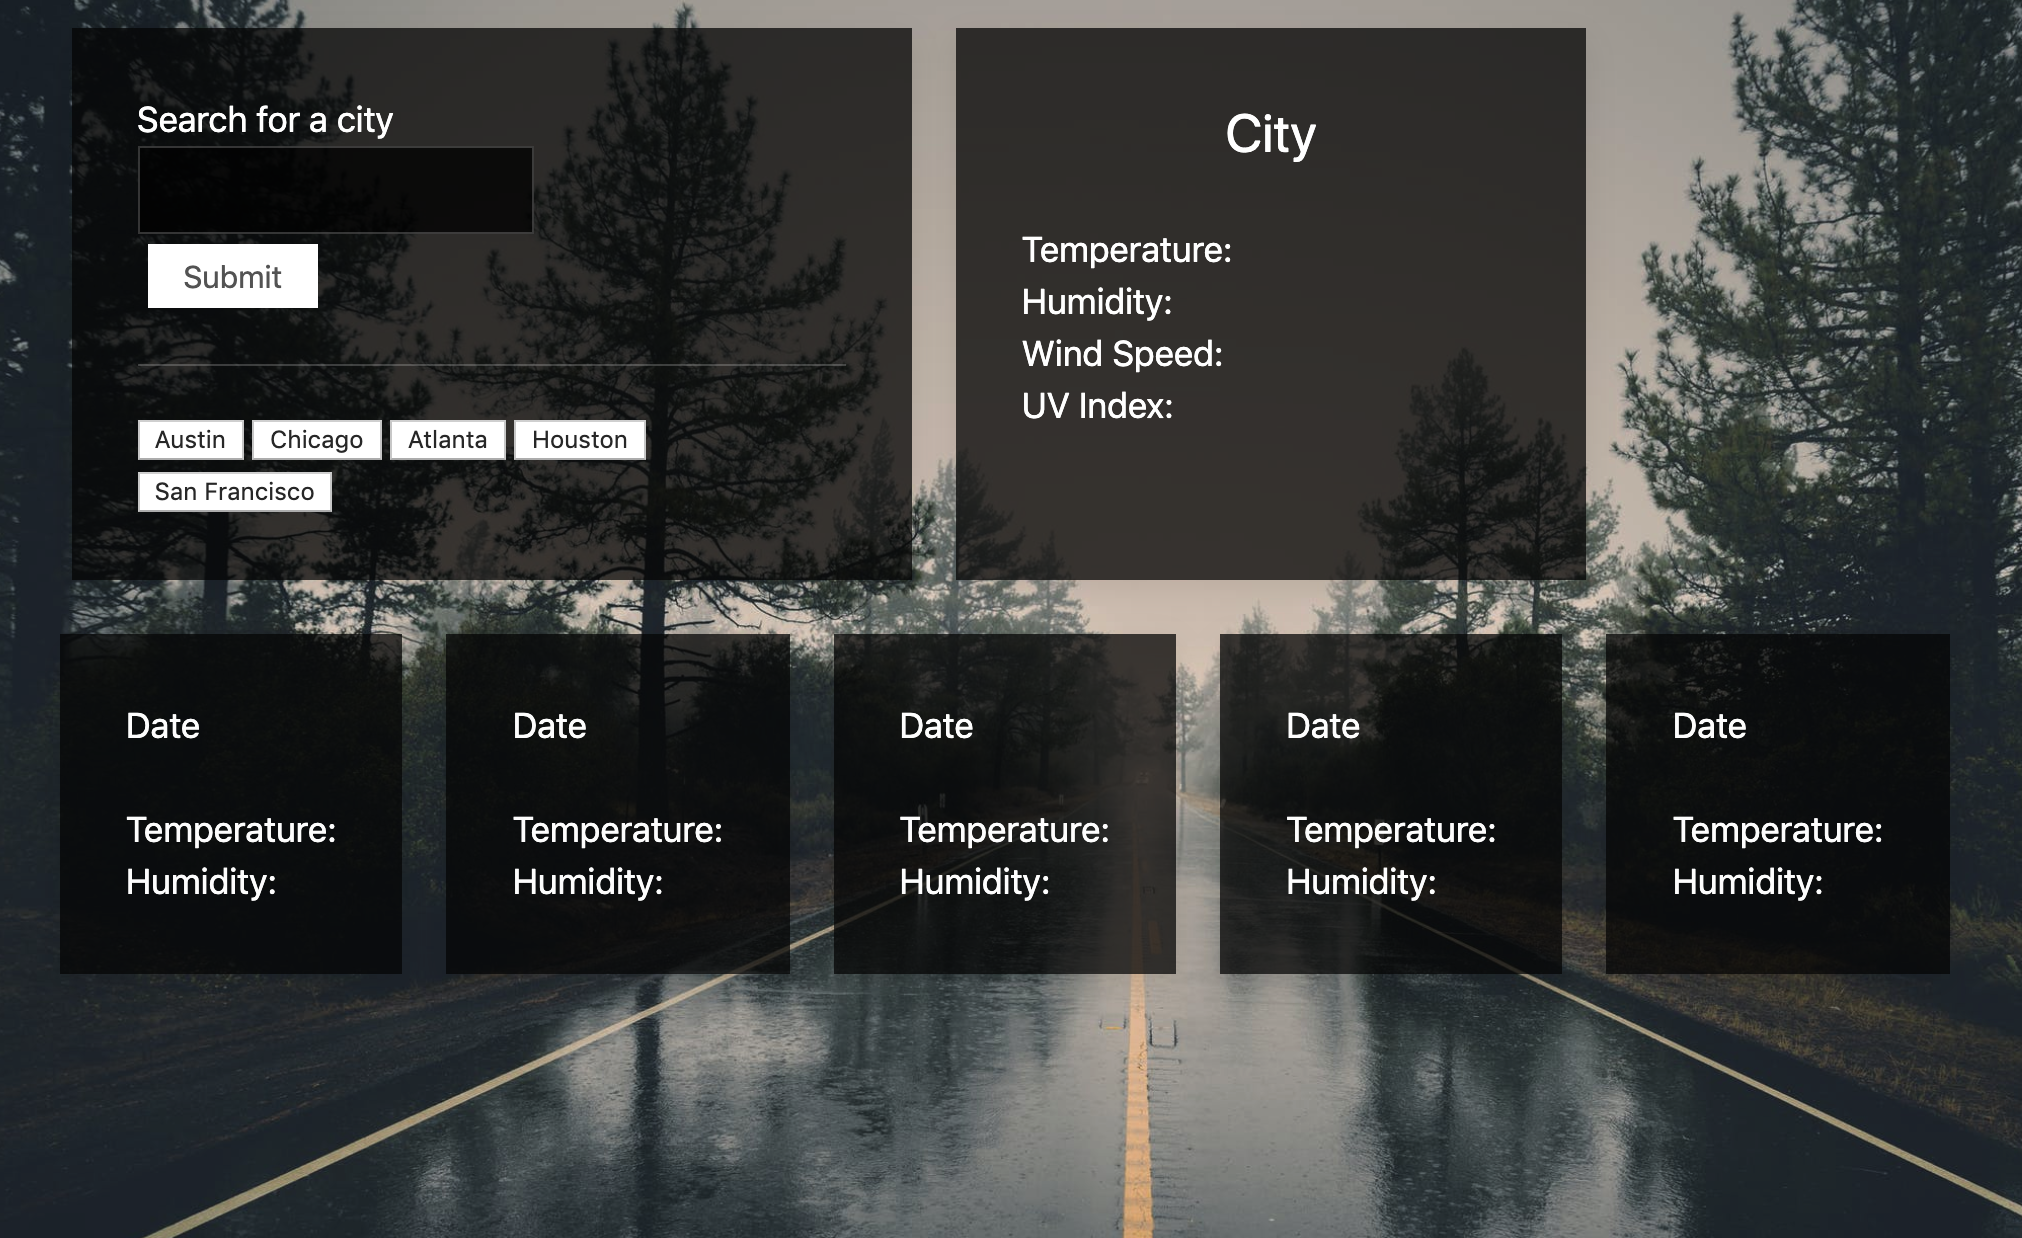 Search for a city
Submit
Austin Chicago Atlanta Houston
San Francisco
City
Temperature:
Humidity:
Wind Speed:
UV Index:
Date
Temperature:
Humidity:
Date
Temperature:
Humidity:
Date
Temperature:
Humidity:
Date
Temperature:
Humidity:
Date
Temperature:
Humidity: